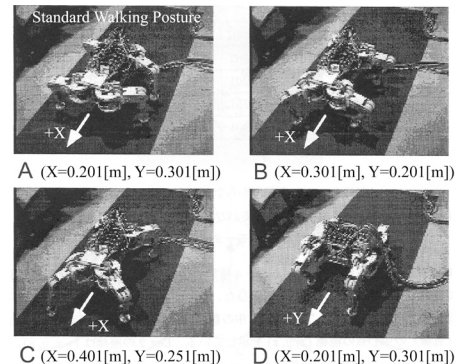 Standard Walking Posture
+X
+X
A (X=0.201[m], Y=0.301[m])
B (X=0.301[m], Y=0.201[m])
+X
+Y
C (X=0.401[m], Y=0.251[m])
D (X=0.201[m], Y=0.301[m])